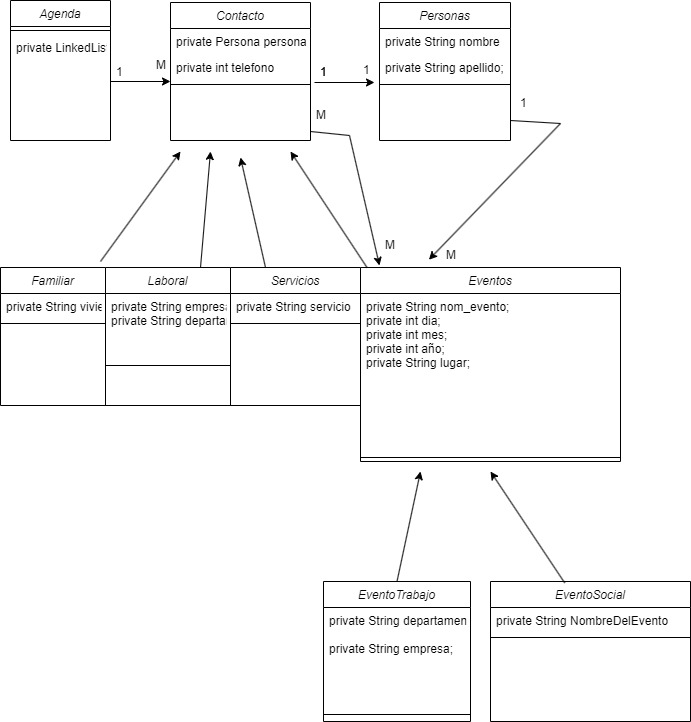 Agenda
private LinkedLis
Contacto
private Persona persona
private int telefono
Personas
private String nombre
private String apellido;
1
M
1
1
M
1
M
M
Familiar
private String vivie
Laboral
private String empresa
private String departa
Servicios
private String servicio
Eventos
private String nom_evento;
private int dia;
private int mes;
private int año;
private String lugar;
EventoTrabajo
private String departamen
private String empresa;
EventoSocial
private String NombreDelEvento